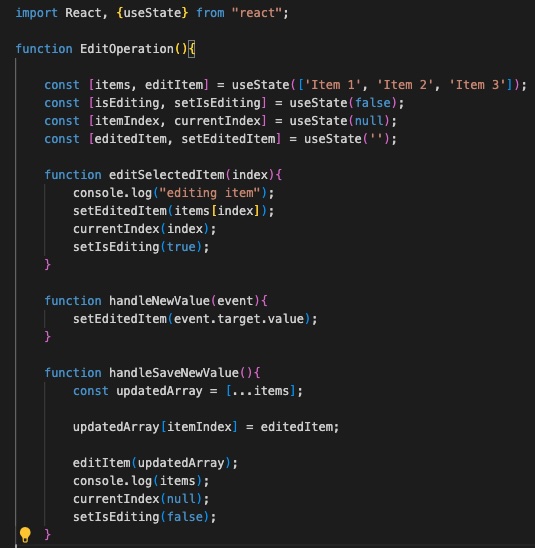 import React, {useState} from "react";
function EditOperation(){
const [items, editItem] = useState(['Item 1', 'Item 2', 'Item 3']);
const [isEditing, setIsEditing] = useState(false);
const [itemIndex, currentIndex] = useState(null);
const [editedItem, setEditedItem] = useState('');
function editSelectedItem(index){
console.log("editing item");
setEditedItem(items[index]);
currentIndex(index);
setIsEditing(true);
}
function handleNewValue(event){
setEditedItem(event.target.value);
}
function handleSaveNewValue(){
const updatedArray = [...items];
updatedArray[itemIndex] = editedItem;
editItem(updatedArray);
console.log(items);
currentIndex(null);
setIsEditing(false);
}